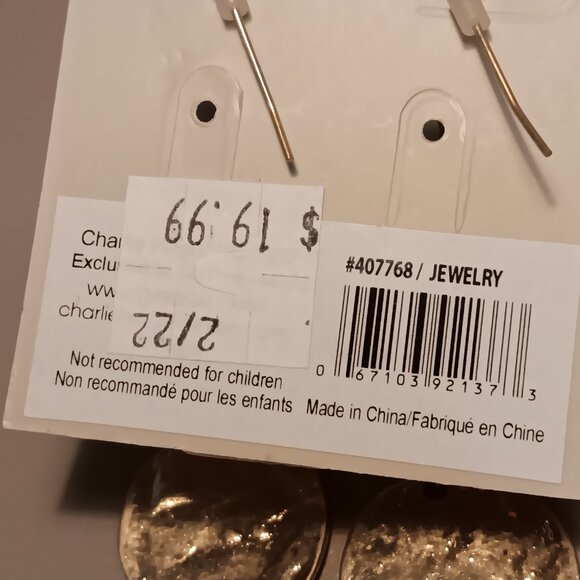 $ 19.99
2/22
#407768 / JEWELRY
0 67103 92137 3
Not recommended for children
Non recommandé pour les enfants
Made in China/Fabriqué en Chine